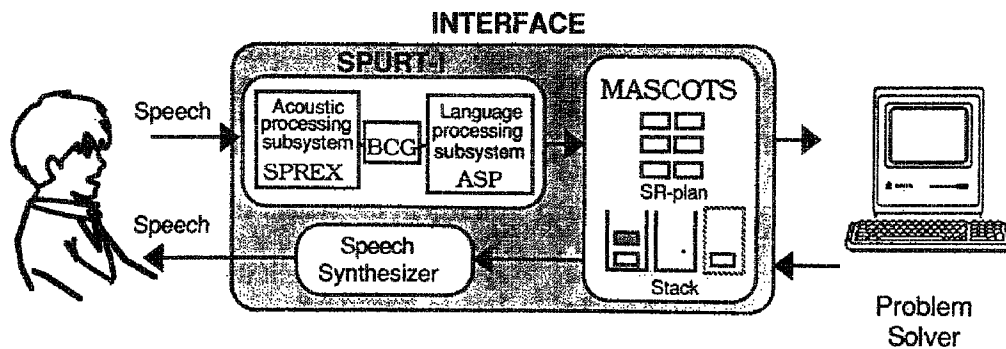 INTERFACE
SPURT-I
Speech
Acoustic
processing
subsystem
SPREX
BCG
Language
processing
subsystem
ASP
MASCOTS
SR-plan
Stack
Speech
Speech
Synthesizer
Problem
Solver